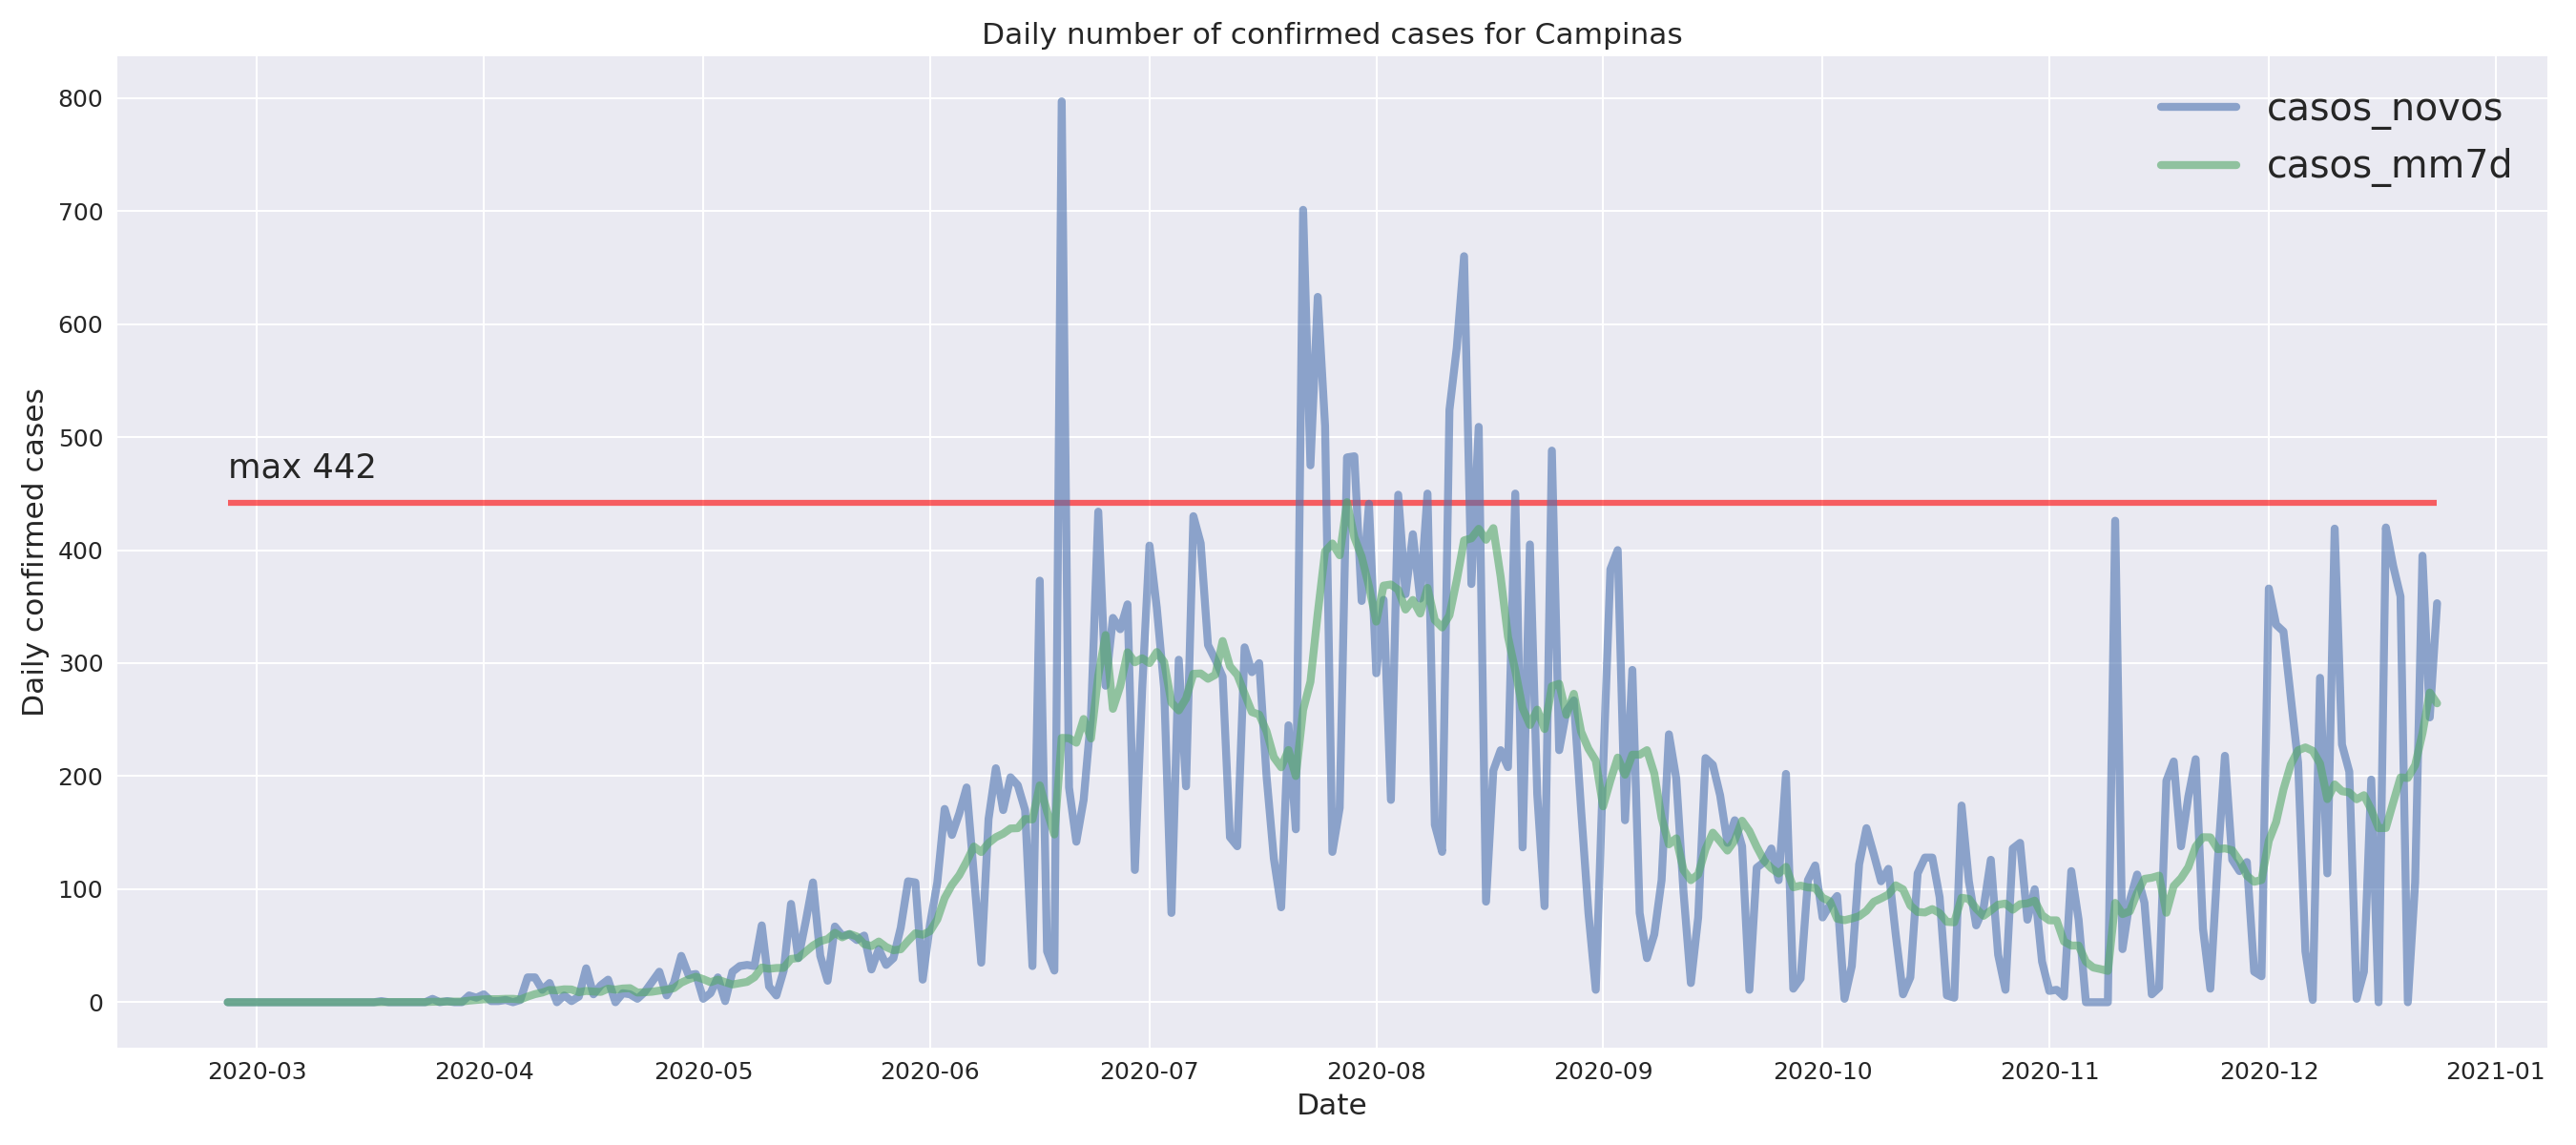 Daily number of confirmed cases for Campinas
casos_novos
casos_mm7d
max 442
Daily confirmed cases
800
700
600
500
400
300
200
100
0
2020-03 2020-04 2020-05 2020-06 2020-07 2020-08 2020-09 2020-10 2020-11 2020-12 2021-01
Date